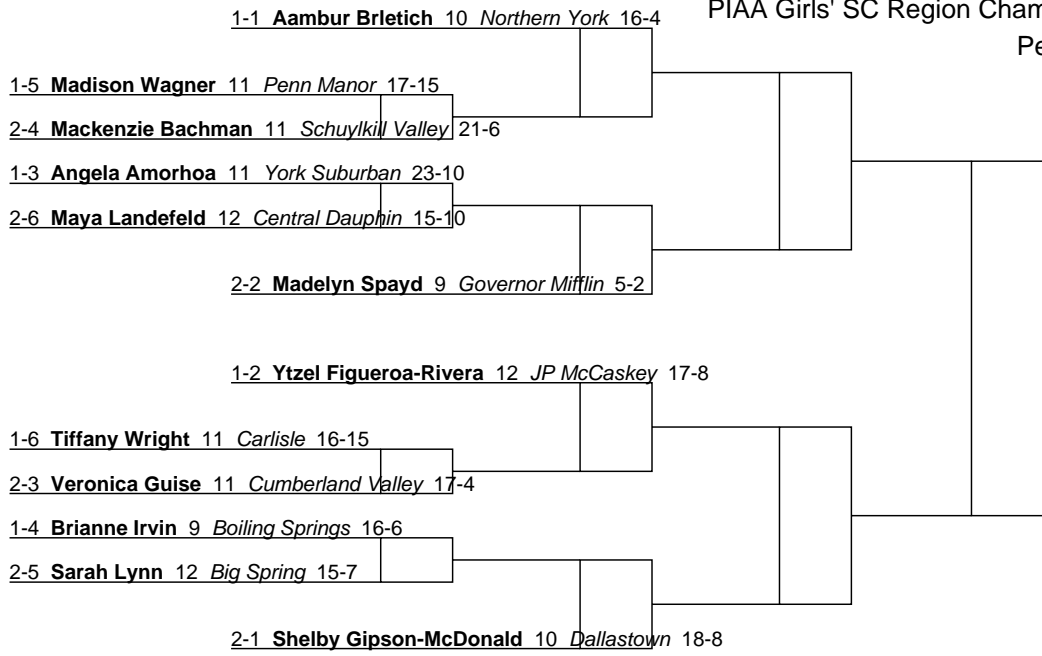 1-1 Aambur Brletich 10 Northern York 16-4
PIAA Girls' SC Region Cham
Pe
1-5 Madison Wagner 11 Penn Manor 17-15
2-4 Mackenzie Bachman 11 Schuylkill Valley 21-6
1-3 Angela Amorhoa 11 York Suburban 23-10
2-6 Maya Landefeld 12 Central Dauphin 15-10
2-2 Madelyn Spayd 9 Governor Mifflin 5-2
1-2 Ytzel Figueroa-Rivera 12 JP McCaskey 17-8
1-6 Tiffany Wright 11 Carlisle 16-15
2-3 Veronica Guise 11 Cumberland Valley 17-4
1-4 Brianne Irvin 9 Boiling Springs 16-6
2-5 Sarah Lynn 12 Big Spring 15-7
2-1 Shelby Gipson-McDonald 10 Dallastown 18-8